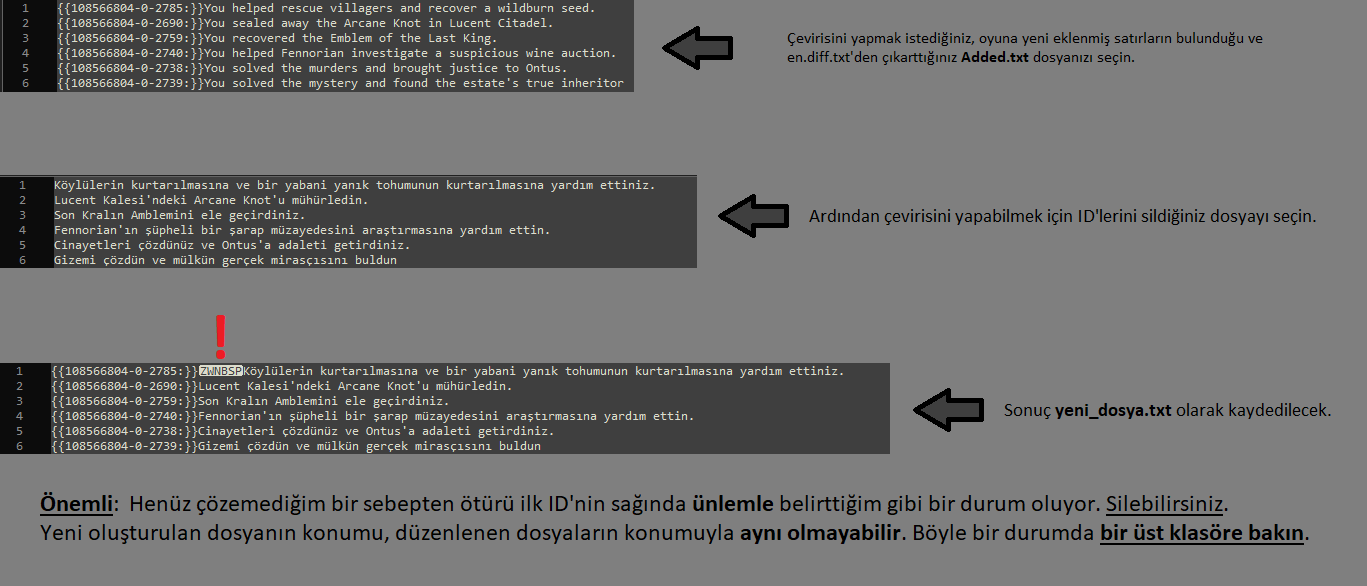 1 {{108566804-0-2785:}}You helped rescue villagers and recover a wildburn seed.
2 {{108566804-0-2690:}}You sealed away the Arcane Knot in Lucent Citadel.
3 {{108566804-0-2759:}}You recovered the Emblem of the Last King.
4 {{108566804-0-2740:}}You helped Fennorian investigate a suspicious wine auction.
5 {{108566804-0-2738:}}You solved the murders and brought justice to Ontus.
6 {{108566804-0-2739:}}You solved the mystery and found the estate's true inheritor
Çevirisini yapmak istediğiniz, oyuna yeni eklenmiş satırların bulunduğu ve
en.diff.txt'den çıkarttığınız Added.txt dosyanızı seçin.
1 Köylülerin kurtarılmasına ve bir yabani yanık tohumunun kurtarılmasına yardım ettiniz.
2 Lucent Kalesi'ndeki Arcane Knot'u mühürledin.
3 Son Kralın Amblemini ele geçirdiniz.
4 Fennorian'ın şüpheli bir şarap müzayedesini araştırmasına yardım ettin.
5 Cinayetleri çözdünüz ve Ontus'a adaleti getirdiniz.
6 Gizemi çözdün ve mülkün gerçek mirasçısını buldun
Ardından çevirisini yapabilmek için ID'lerini sildiğiniz dosyayı seçin.
!
1 {{108566804-0-2785:}}ZWNBSPKöylülerin kurtarılmasına ve bir yabani yanık tohumunun kurtarılmasına yardım ettiniz.
2 {{108566804-0-2690:}}Lucent Kalesi'ndeki Arcane Knot'u mühürledin.
3 {{108566804-0-2759:}}Son Kralın Amblemini ele geçirdiniz.
4 {{108566804-0-2740:}}Fennorian'ın şüpheli bir şarap müzayedesini araştırmasına yardım ettin.
5 {{108566804-0-2738:}}Cinayetleri çözdünüz ve Ontus'a adaleti getirdiniz.
6 {{108566804-0-2739:}}Gizemi çözdün ve mülkün gerçek mirasçısını buldun
Sonuç yeni_dosya.txt olarak kaydedilecek.
Önemli: Henüz çözemediğim bir sebepten ötürü ilk ID'nin sağında ünlemle belirttiğim gibi bir durum oluyor. Silebilirsiniz.
Yeni oluşturulan dosyanın konumu, düzenlenen dosyaların konumuyla aynı olmayabilir. Böyle bir durumda bir üst klasöre bakın.